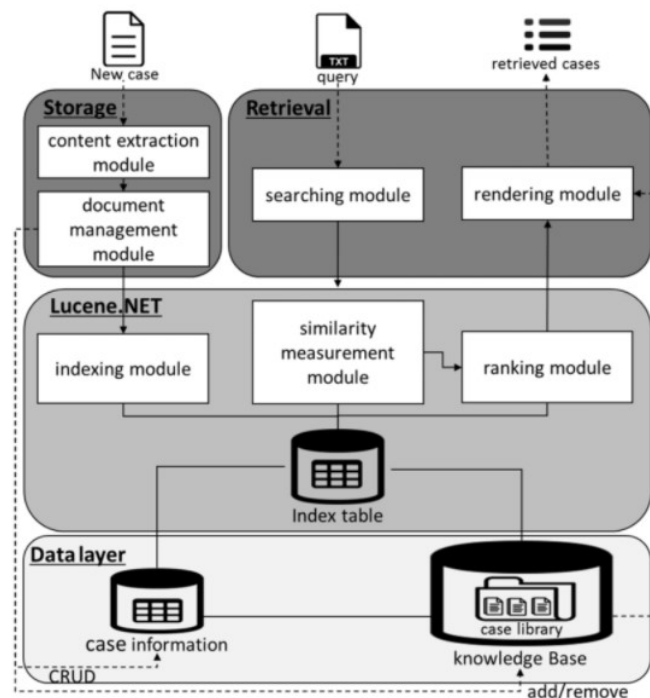 New case
TXT
query
retrieved cases
Storage
Retrieval
content extraction
module
document
management
module
searching module
rendering module
Lucene.NET
indexing module
similarity
measurement
module
ranking module
Index table
Data layer
case information
case library
knowledge Base
CRUD
add/remove